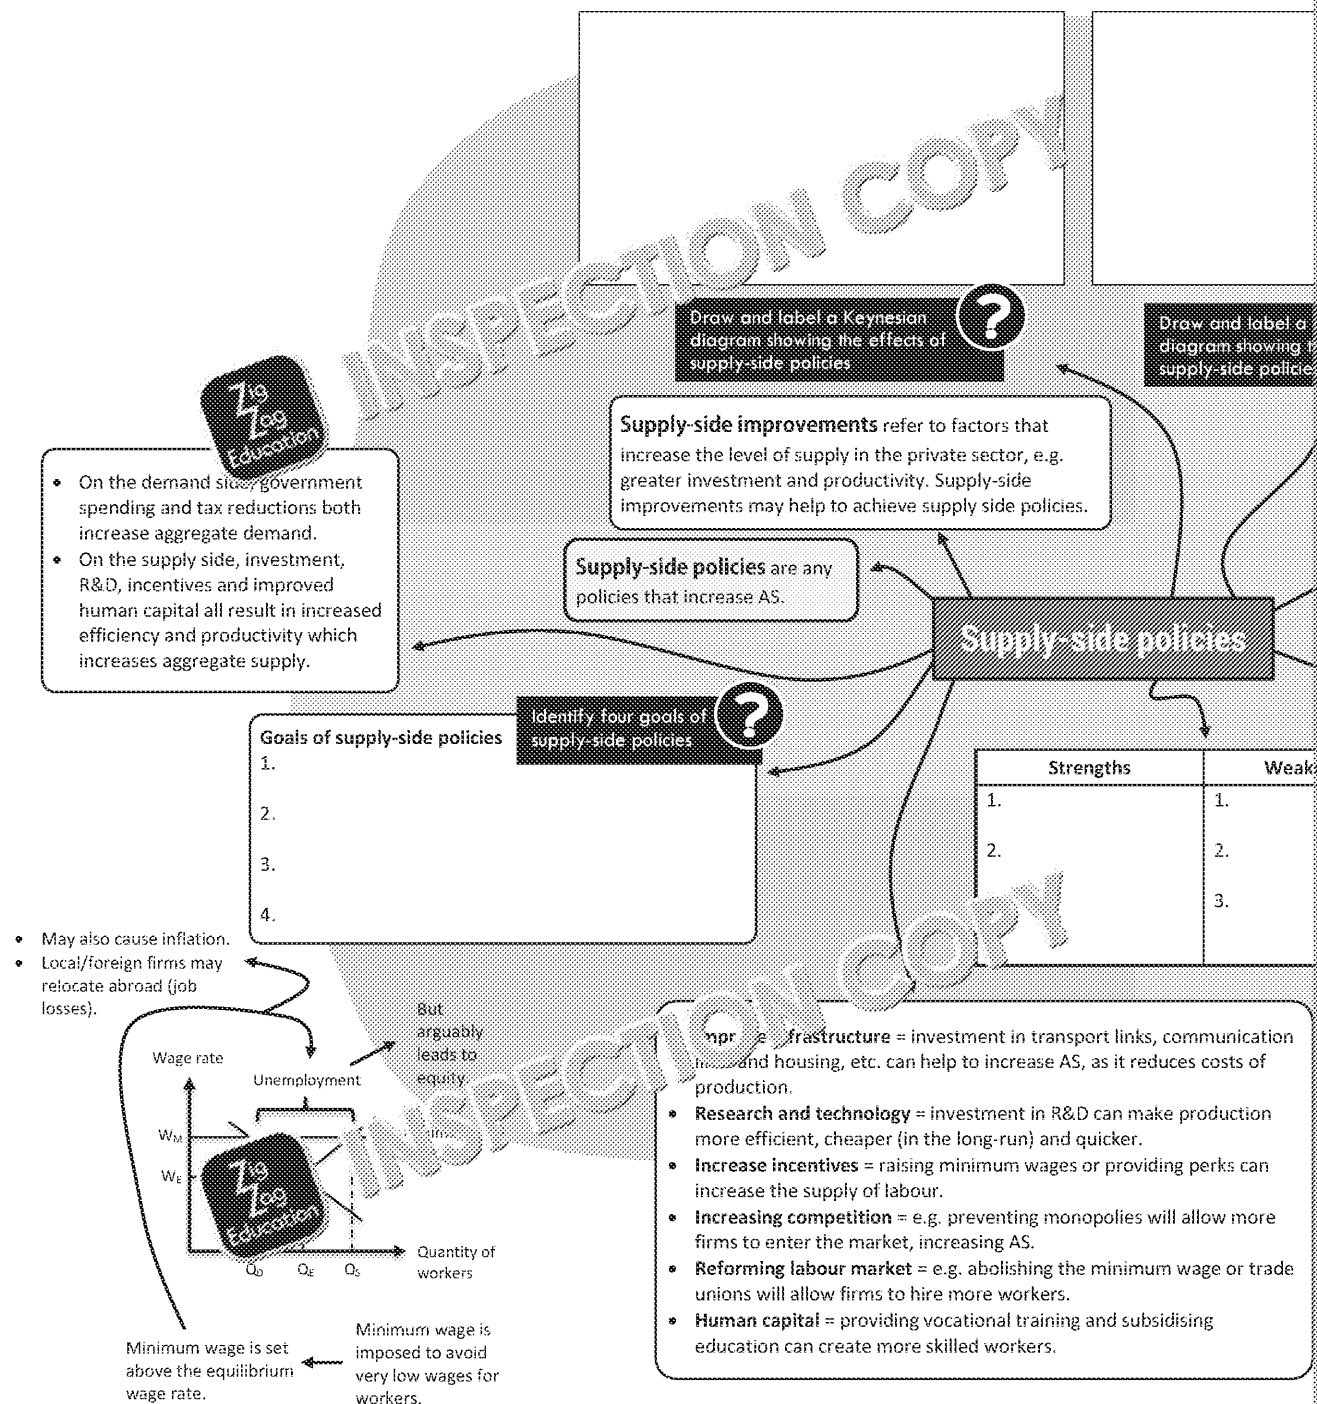 INSPECTION COPY
Draw and label a Keynesian
diagram showing the effects of
supply-side policies
?
Draw and label a
diagram showing
supply-side policie
Zig
Zag
Education
Supply-side improvements refer to factors that
increase the level of supply in the private sector, e.g.
greater investment and productivity. Supply-side
improvements may help to achieve supply side policies.
• On the demand side, government
spending and tax reductions both
increase aggregate demand.
• On the supply side, investment,
R&D, incentives and improved
human capital all result in increased
efficiency and productivity which
increases aggregate supply.
Supply-side policies are any
policies that increase AS.
Supply-side policies
Identify four goals of
supply-side policies
?
Goals of supply-side policies
1.
2.
3.
4.
Strengths
1.
2.
Weak
1.
2.
3.
• May also cause inflation.
• Local/foreign firms may
relocate abroad (job
losses).
But
arguably
leads to
equity
Wage rate
Unemployment
WM
WE
QD QE QS
Quantity of
workers
Zig
Zag
Education
INSPECTION COPY
Minimum wage is set
above the equilibrium
wage rate.
Minimum wage is
imposed to avoid
very low wages for
workers.
infrastructure = investment in transport links, communication
and housing, etc. can help to increase AS, as it reduces costs of
production.
• Research and technology = investment in R&D can make production
more efficient, cheaper (in the long-run) and quicker.
• Increase incentives = raising minimum wages or providing perks can
increase the supply of labour.
• Increasing competition = e.g. preventing monopolies will allow more
firms to enter the market, increasing AS.
• Reforming labour market = e.g. abolishing the minimum wage or trade
unions will allow firms to hire more workers.
• Human capital = providing vocational training and subsidising
education can create more skilled workers.